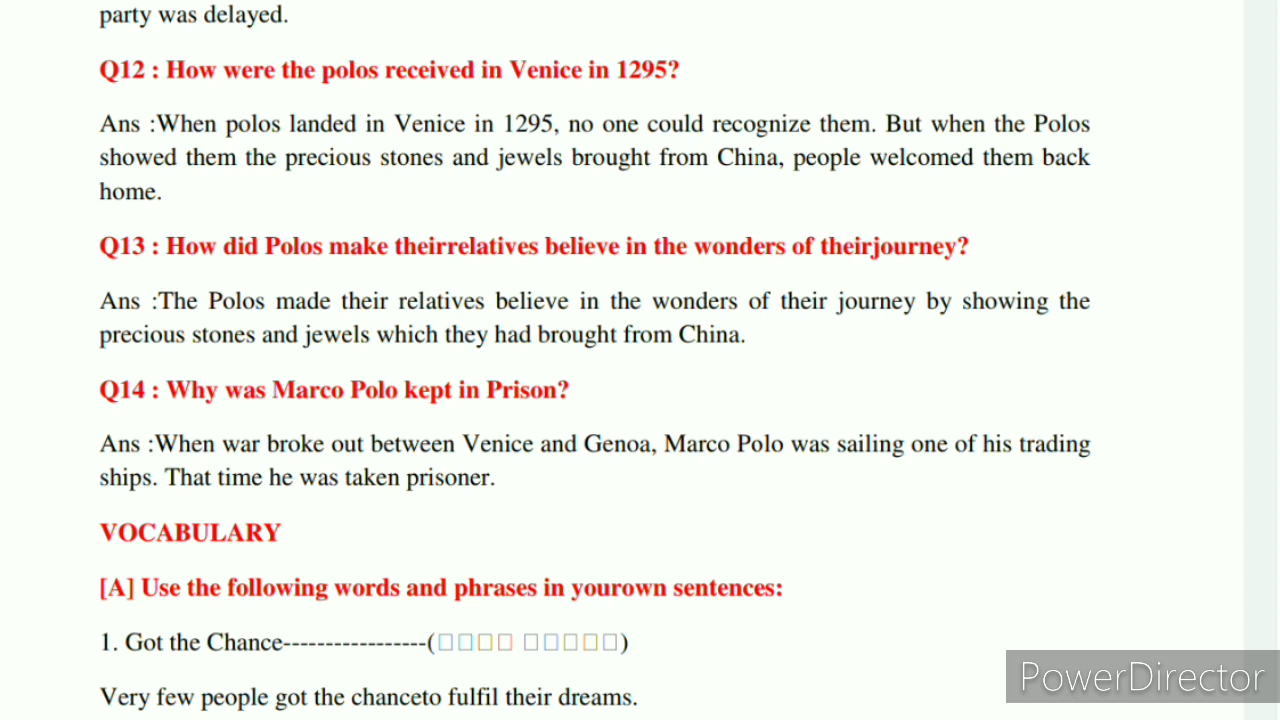 party was delayed.
Q12 : How were the polos received in Venice in 1295?
Ans :When polos landed in Venice in 1295, no one could recognize them. But when the Polos
showed them the precious stones and jewels brought from China, people welcomed them back
home.
Q13 : How did Polos make theirrelatives believe in the wonders of theirjourney?
Ans :The Polos made their relatives believe in the wonders of their journey by showing the
precious stones and jewels which they had brought from China.
Q14 : Why was Marco Polo kept in Prison?
Ans :When war broke out between Venice and Genoa, Marco Polo was sailing one of his trading
ships. That time he was taken prisoner.
VOCABULARY
[A] Use the following words and phrases in yourown sentences:
1. Got the Chance-----------------(□□□□ □□□□□)
Very few people got the chanceto fulfil their dreams.
PowerDirector